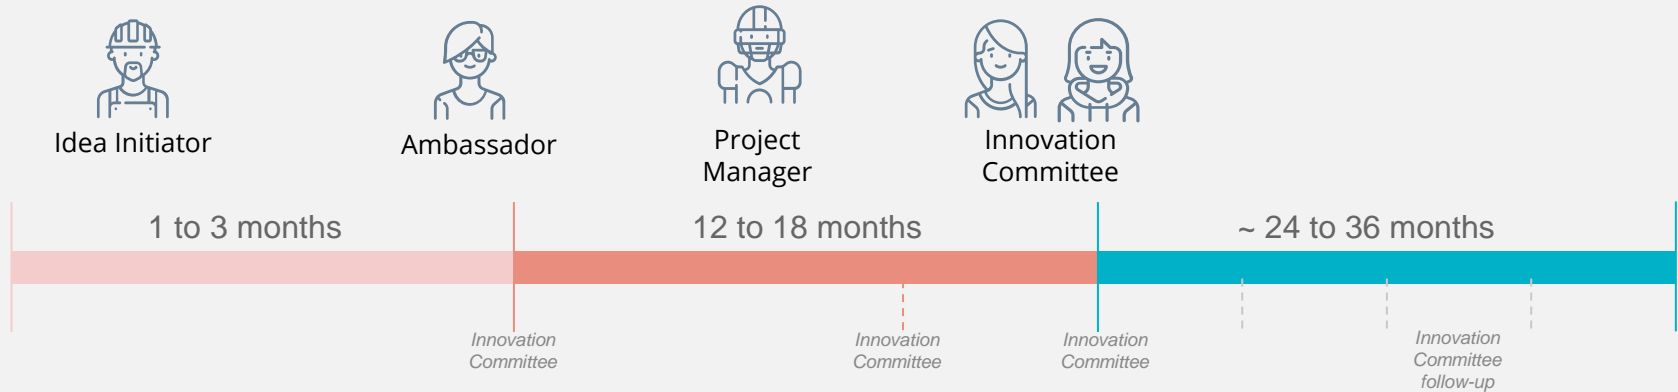 Idea Initiator
Ambassador
Project
Manager
Innovation
Committee
1 to 3 months
12 to 18 months
~ 24 to 36 months
Innovation
Committee
Innovation
Committee
Innovation
Committee
Innovation
Committee
follow-up